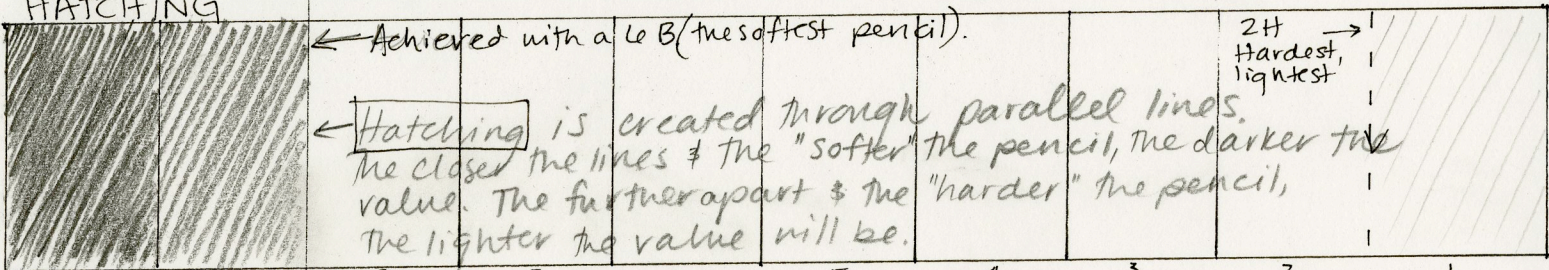 HATCHING
Achieved with a 6B (the softest pencil).
2H
Hardest,
lightest
Hatching is created through parallel lines.
The closer the lines & the "softer" the pencil, the darker the
value. The further apart & the "harder" the pencil,
the lighter the value will be.